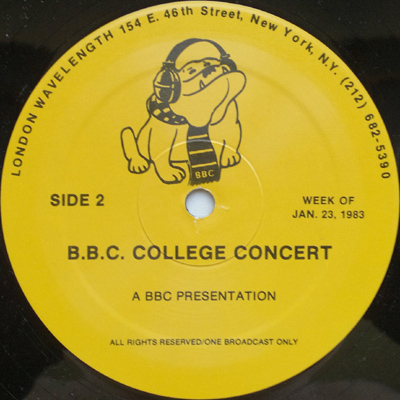 LONDON WAVELENGTH 154 E. 46th Street, New York, N.Y. (212) 682-5390
BBC
SIDE 2
WEEK OF
JAN. 23, 1983
B.B.C. COLLEGE CONCERT
A BBC PRESENTATION
ALL RIGHTS RESERVED/ONE BROADCAST ONLY